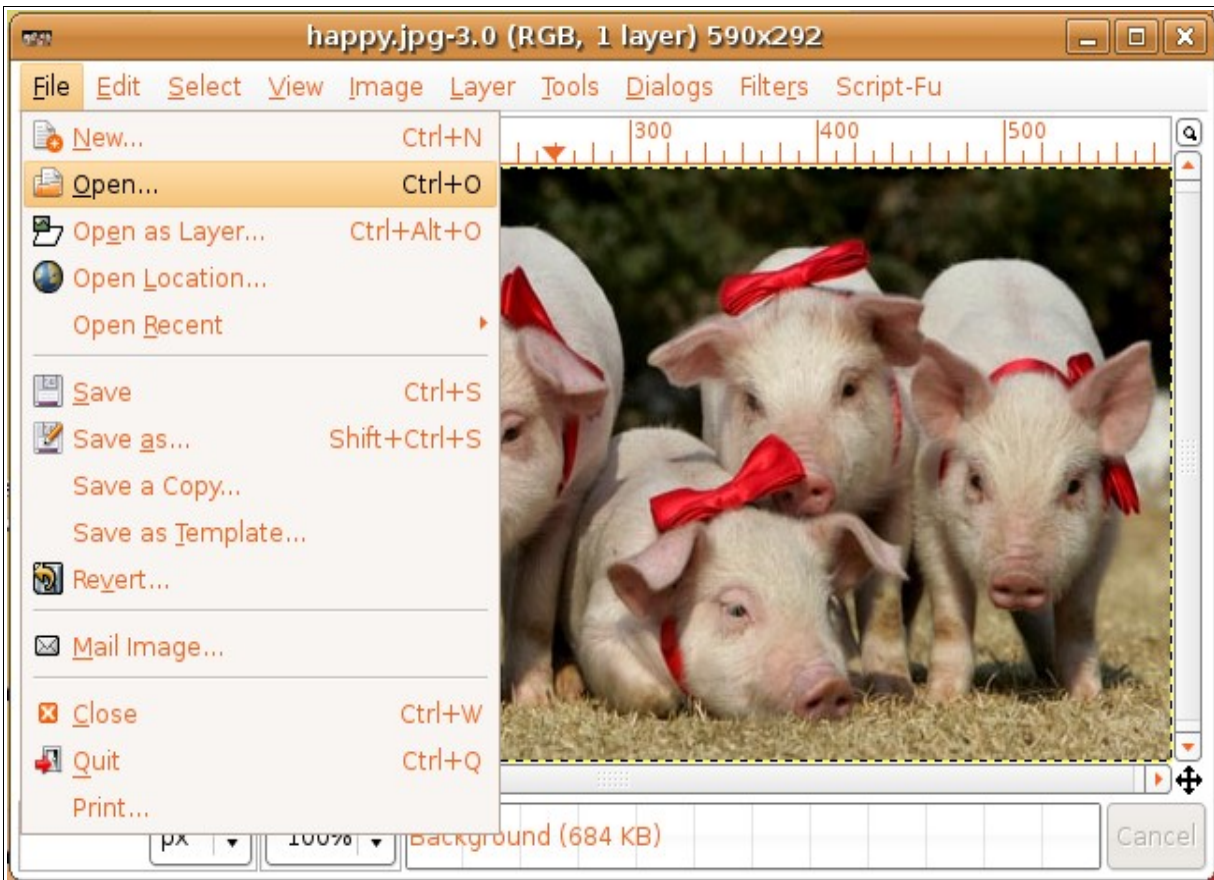 happy.jpg-3.0 (RGB, 1 layer) 590x292
File Edit Select View Image Layer Tools Dialogs Filters Script-Fu
New... Ctrl+N
300 400 500
Open... Ctrl+O
Open as Layer... Ctrl+Alt+O
Open Location...
Open Recent
Save Ctrl+S
Save as... Shift+Ctrl+S
Save a Copy...
Save as Template...
Revert...
Mail Image...
Close Ctrl+W
Quit Ctrl+Q
Print...
px 100% Background (684 KB) Cancel